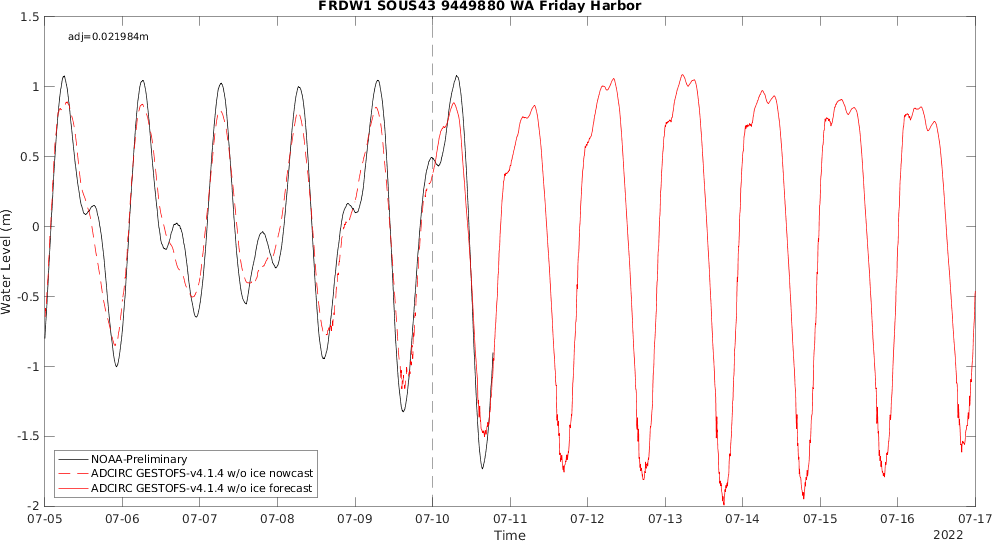 FRDW1 SOUS43 9449880 WA Friday Harbor
adj=0.021984m
1.5
1
0.5
0
-0.5
-1
-1.5
-2
Water Level (m)
NOAA-Preliminary
ADCIRC GESTOFS-v4.1.4 w/o ice nowcast
ADCIRC GESTOFS-v4.1.4 w/o ice forecast
07-05 07-06 07-07 07-08 07-09 07-10 07-11 07-12 07-13 07-14 07-15 07-16 07-17
Time
2022